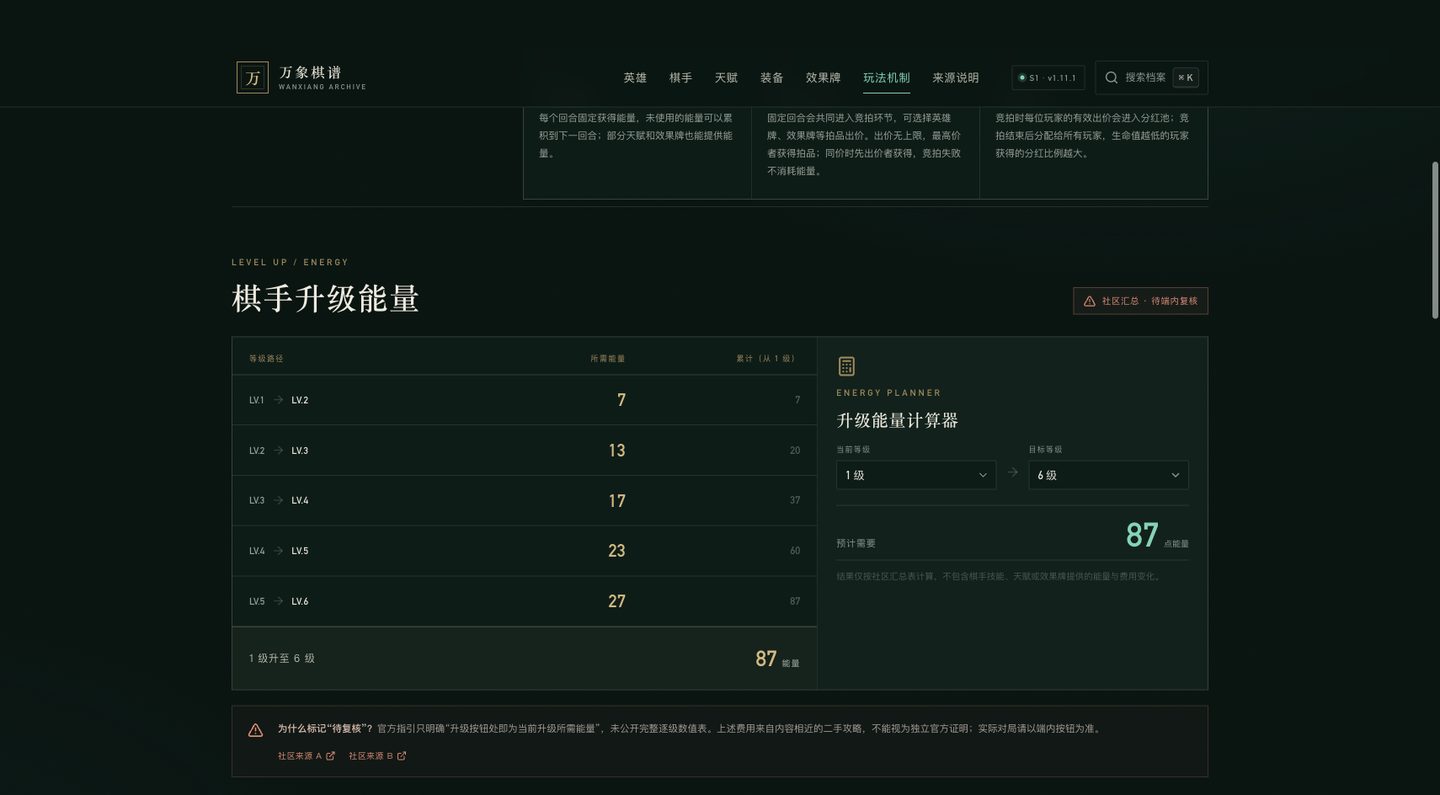 万
万象棋谱
WANXIANG ARCHIVE
英雄
棋手
天赋
装备
效果牌
玩法机制
来源说明
S1 · v1.11.1
搜索档案
⌘ K
每个回合固定获得能量，未使用的能量可以累
积到下一回合；部分天赋和效果牌也能提供能
量。
固定回合会共同进入竞拍环节，可选择英雄
牌、效果牌等拍品出价。出价无上限，最高价
者获得拍品；同价时先出价者获得，竞拍失败
不消耗能量。
竞拍时每位玩家的有效出价会进入分红池；竞
拍结束后分配给所有玩家，生命值越低的玩家
获得的分红比例越大。
LEVEL UP / ENERGY
棋手升级能量
社区汇总 · 待端内复核
等级路径
所需能量
累计（从 1 级）
LV.1 → LV.2
7
7
LV.2 → LV.3
13
20
LV.3 → LV.4
17
37
LV.4 → LV.5
23
60
LV.5 → LV.6
27
87
1 级升至 6 级
87 能量
ENERGY PLANNER
升级能量计算器
当前等级
目标等级
1 级
→
6 级
预计需要
87 点能量
结果仅按社区汇总表计算，不包含棋手技能、天赋或效果牌提供的能量与费用变化。
为什么标记“待复核”？官方指引只明确“升级按钮处即为当前升级所需能量”，未公开完整逐级数值表。上述费用来自内容相近的二手攻略，不能视为独立官方证明；实际对局请以端内按钮为准。
社区来源 A
社区来源 B